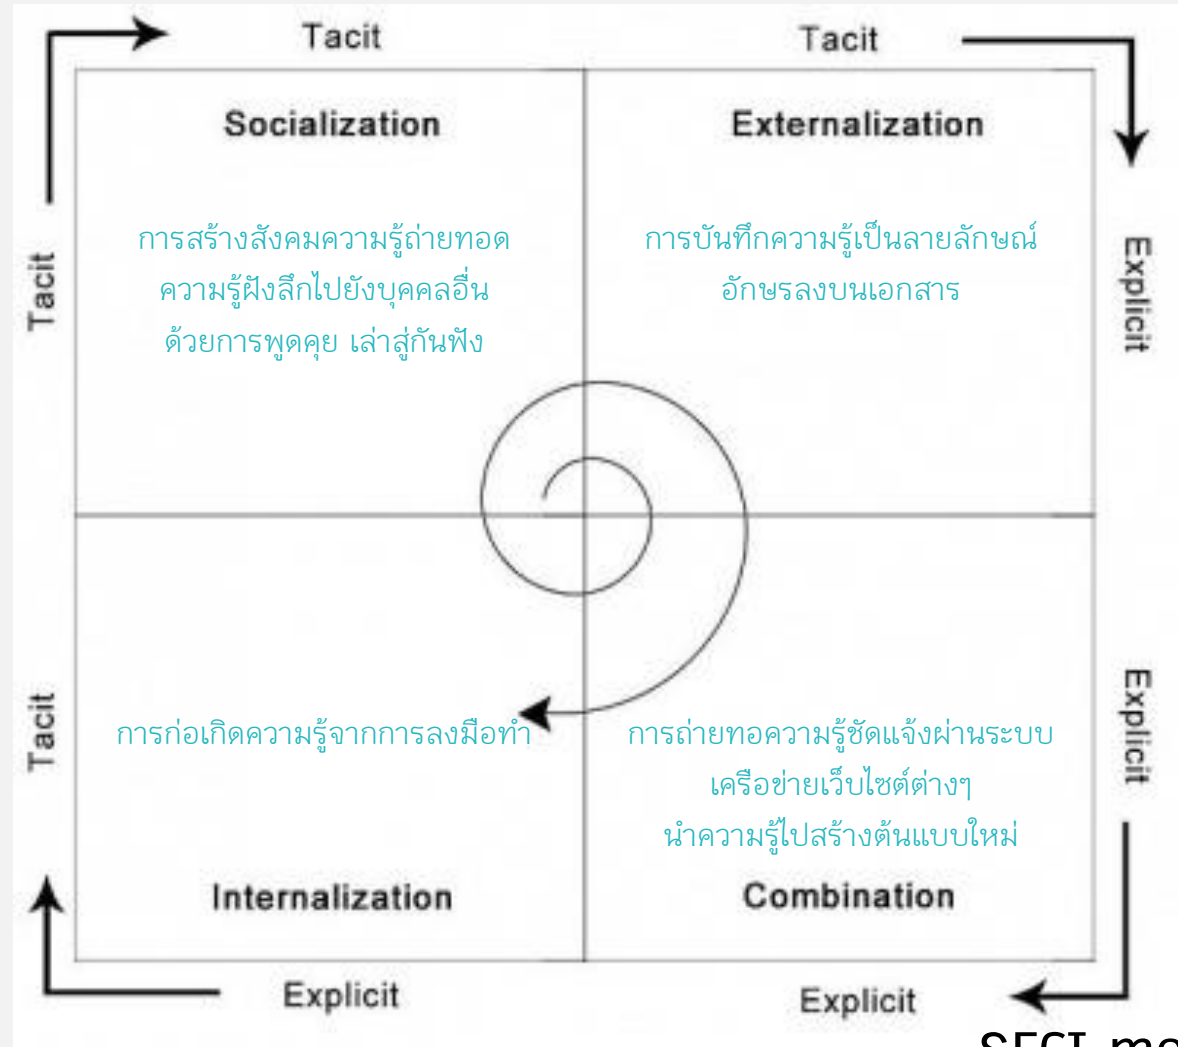 Tacit
Tacit
Socialization
Externalization
การสร้างสังคมความรู้ถ่ายทอด
ความรู้ฝังลึกไปยังบุคคลอื่น
ด้วยการพูดคุย เล่าสู่กันฟัง
การบันทึกความรู้เป็นลายลักษณ์
อักษรลงบนเอกสาร
Tacit
Explicit
การก่อเกิดความรู้จากการลงมือทำ
การถ่ายทอความรู้ชัดแจ้งผ่านระบบ
เครือข่ายเว็บไซต์ต่างๆ
นำความรู้ไปสร้างต้นแบบใหม่
Tacit
Explicit
Internalization
Combination
Explicit
Explicit